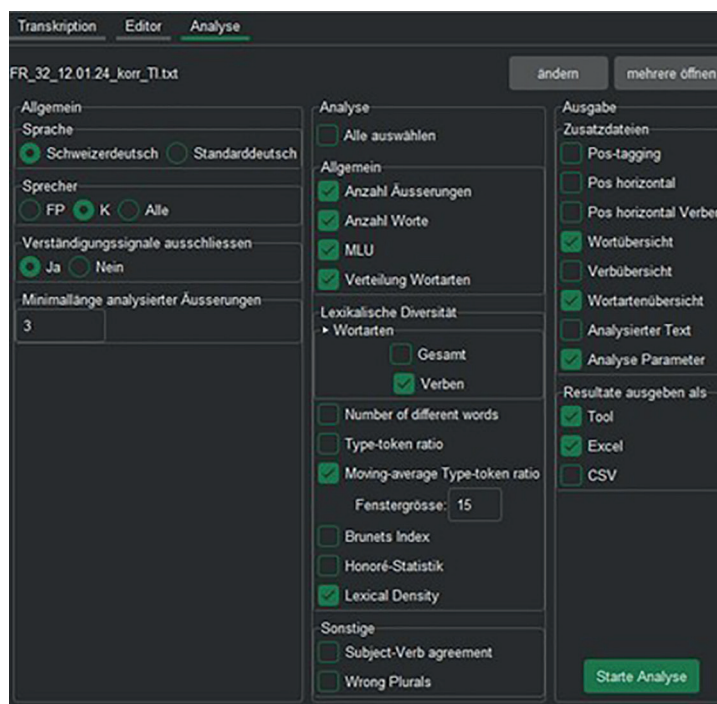 Transkription Editor Analyse
FR_32_12.01.24_korr_TI.txt
ändern mehrere öffnen
Allgemein
Sprache
Schweizerdeutsch Standarddeutsch
Sprecher
FP K Alle
Verständigungssignale ausschliessen
Ja Nein
Minimallänge analysierter Äusserungen
3
Analyse
Alle auswählen
Allgemein
Anzahl Äusserungen
Anzahl Worte
MLU
Verteilung Wortarten
Lexikalische Diversität
Wortarten
Gesamt
Verben
Number of different words
Type-token ratio
Moving-average Type-token ratio
Fenstergrösse: 15
Brunets Index
Honoré-Statistik
Lexical Density
Sonstige
Subject-Verb agreement
Wrong Plurals
Ausgabe
Zusatzdateien
Pos-tagging
Pos horizontal
Pos horizontal Verben
Wortübersicht
Verbübersicht
Wortartenübersicht
Analysierter Text
Analyse Parameter
Resultate ausgeben als
Tool
Excel
CSV
Starte Analyse